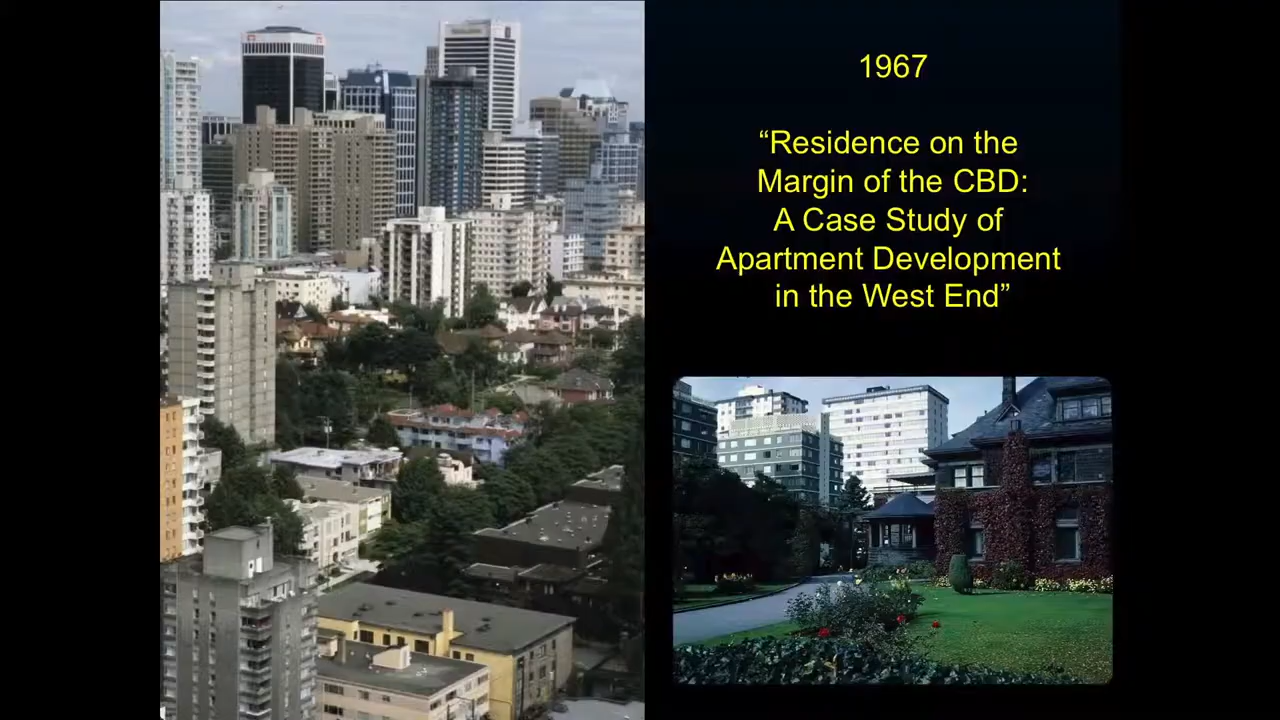 1967
“Residence on the
Margin of the CBD:
A Case Study of
Apartment Development
in the West End”